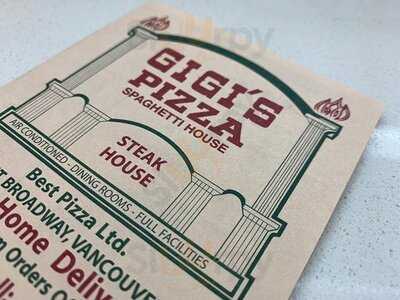 GIGI'S
PIZZA
SPAGHETTI HOUSE
STEAK
HOUSE
AIR CONDITIONED - DINING ROOMS - FULL FACILITIES
Best Pizza Ltd.
BROADWAY, VANCOUVE
Home Deliv
Orders